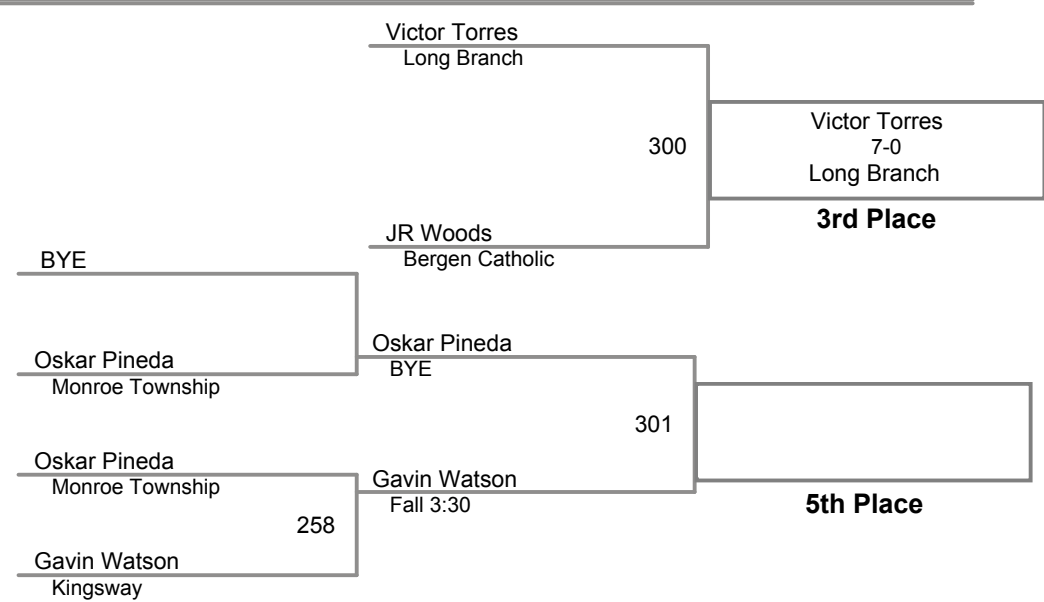 Victor Torres
Long Branch
300
Victor Torres
7-0
Long Branch
3rd Place
JR Woods
Bergen Catholic
BYE
Oskar Pineda
Monroe Township
Oskar Pineda
BYE
301
5th Place
Oskar Pineda
Monroe Township
258
Gavin Watson
Fall 3:30
Gavin Watson
Kingsway